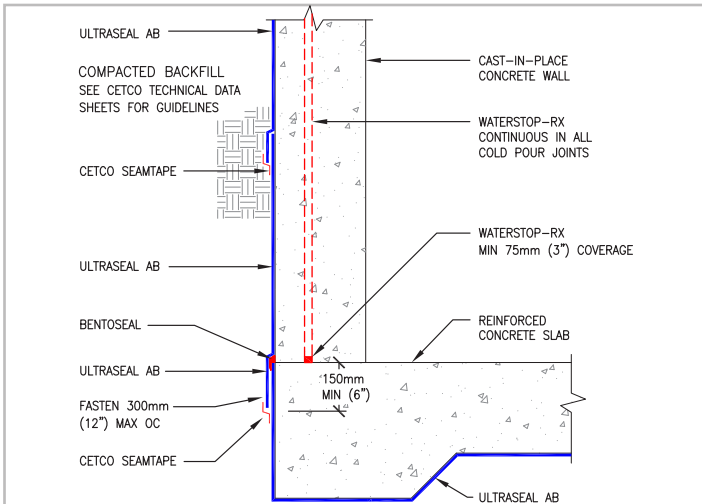 ULTRASEAL AB
COMPACTED BACKFILL
SEE CETCO TECHNICAL DATA
SHEETS FOR GUIDELINES
CETCO SEAMTAPE
ULTRASEAL AB
BENTOSEAL
ULTRASEAL AB
FASTEN 300mm
(12") MAX OC
CETCO SEAMTAPE
CAST-IN-PLACE
CONCRETE WALL
WATERSTOP-RX
CONTINUOUS IN ALL
COLD POUR JOINTS
WATERSTOP-RX
MIN 75mm (3") COVERAGE
REINFORCED
CONCRETE SLAB
150mm
MIN (6")
ULTRASEAL AB